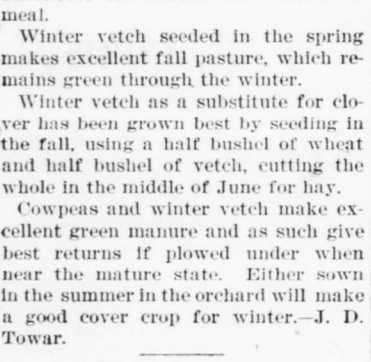 meal.
Winter vetch seeded in the spring
makes excellent fall pasture, which re-
mains green through the winter.
Winter vetch as a substitute for clo-
ver has been grown best by seeding in
the fall, using a half bushel of wheat
and half bushel of vetch, cutting the
whole in the middle of June for hay.
Cowpeas and winter vetch make ex-
cellent green manure and as such give
best returns if plowed under when
near the mature state. Either sown
in the summer in the orchard will make
a good cover crop for winter.—J. D.
Towar.